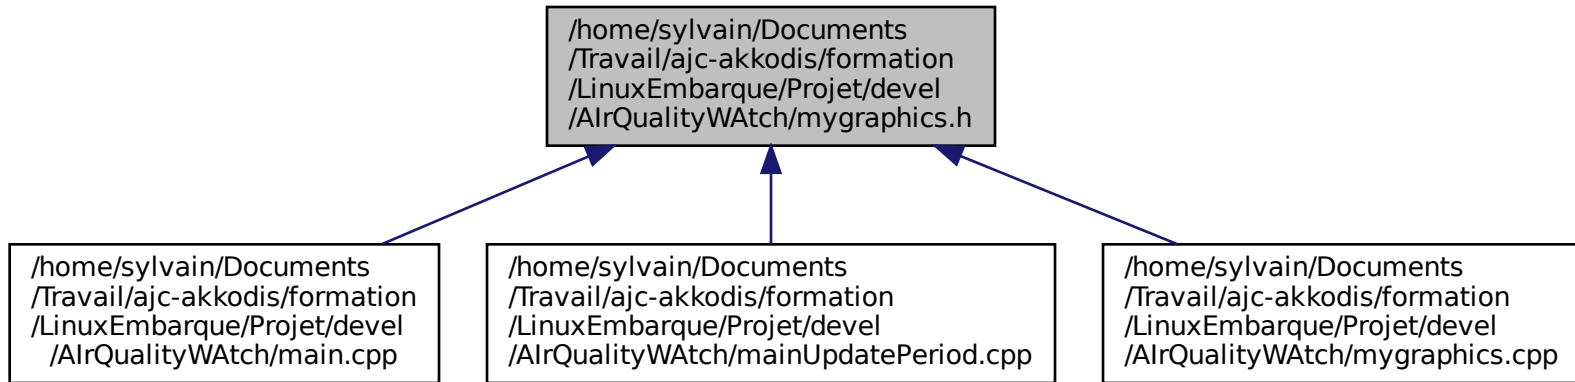 /home/sylvain/Documents
/Travail/ajc-akkodis/formation
/LinuxEmbarque/Projet/devel
/AIrQualityWAtch/mygraphics.h
/home/sylvain/Documents
/Travail/ajc-akkodis/formation
/LinuxEmbarque/Projet/devel
/AIrQualityWAtch/main.cpp
/home/sylvain/Documents
/Travail/ajc-akkodis/formation
/LinuxEmbarque/Projet/devel
/AIrQualityWAtch/mainUpdatePeriod.cpp
/home/sylvain/Documents
/Travail/ajc-akkodis/formation
/LinuxEmbarque/Projet/devel
/AIrQualityWAtch/mygraphics.cpp